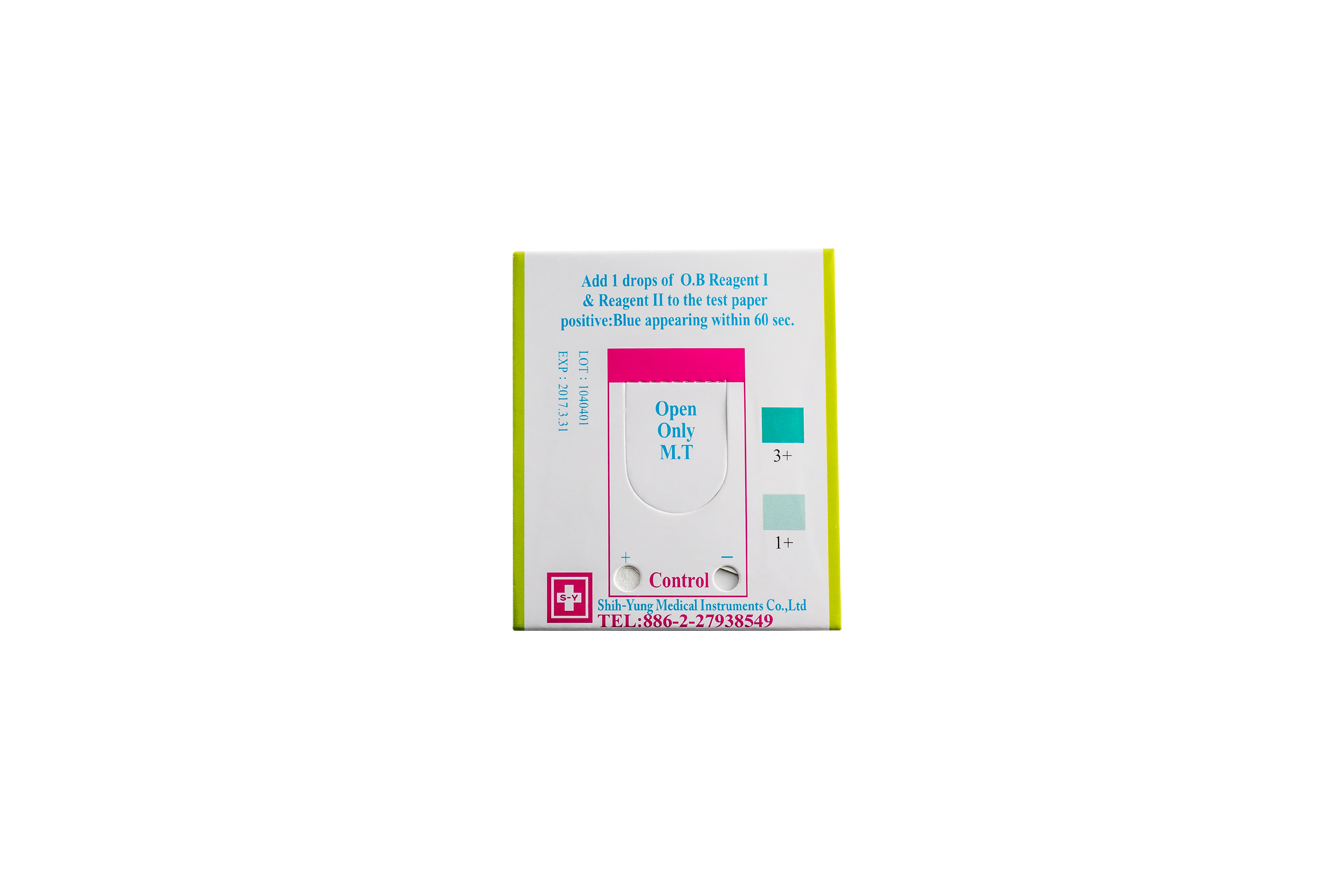 Add 1 drops of O.B Reagent I
& Reagent II to the test paper
positive:Blue appearing within 60 sec.
LOT : 1040401
EXP : 2017.3.31
Open
Only
M.T
3+
1+
+ −
Control
S-Y
Shih-Yung Medical Instruments Co.,Ltd
TEL:886-2-27938549